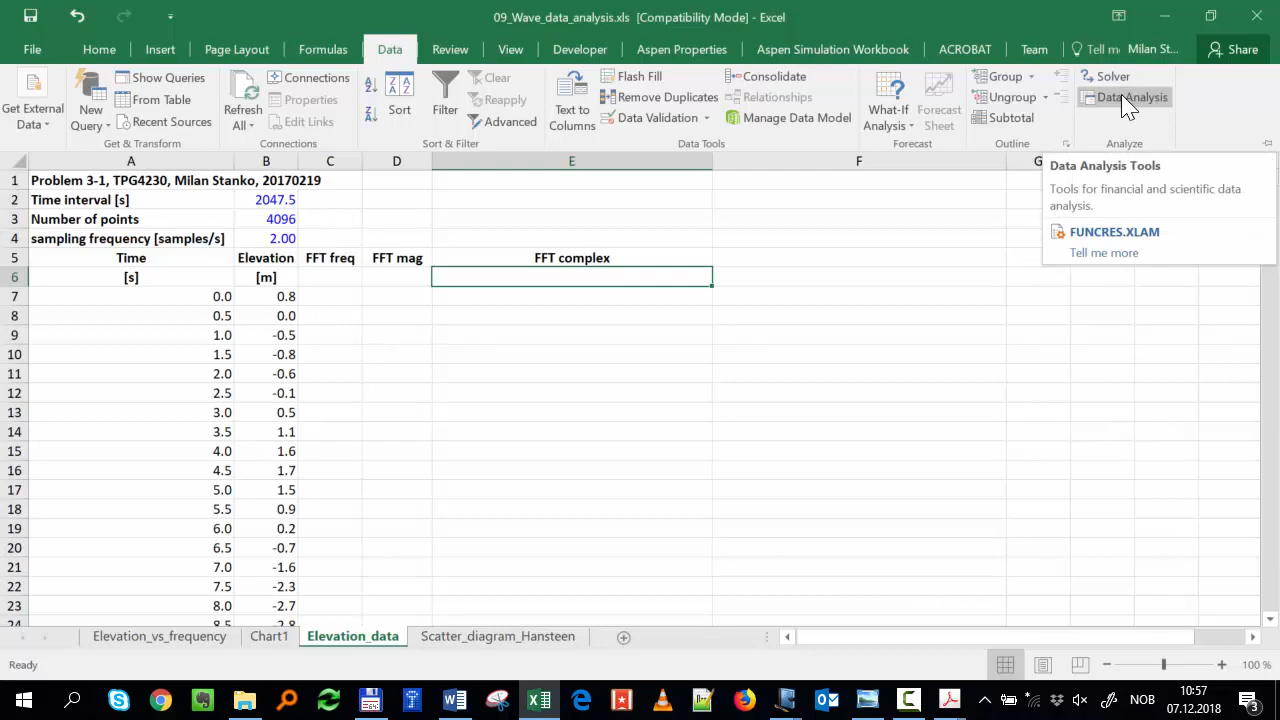 09_Wave_data_analysis.xls [Compatibility Mode] - Excel
File Home Insert Page Layout Formulas Data Review View Developer Aspen Properties Aspen Simulation Workbook ACROBAT Team Tell me Milan St... Share
Get External Data
New Query
Show Queries
From Table
Recent Sources
Get & Transform
Refresh All
Connections
Properties
Edit Links
Connections
Sort
Filter
Clear
Reapply
Advanced
Sort & Filter
Text to Columns
Flash Fill
Remove Duplicates
Data Validation
Consolidate
Relationships
Manage Data Model
Data Tools
What-If Analysis
Forecast Sheet
Forecast
Group
Ungroup
Subtotal
Outline
Solver
Data Analysis
Analyze
Data Analysis Tools
Tools for financial and scientific data
analysis.
FUNCRES.XLAM
Tell me more
A B C D E F G
1 Problem 3-1, TPG4230, Milan Stanko, 20170219
2 Time interval [s] 2047.5
3 Number of points 4096
4 sampling frequency [samples/s] 2.00
5 Time Elevation FFT freq FFT mag FFT complex
6 [s] [m]
7 0.0 0.8
8 0.5 0.0
9 1.0 -0.5
10 1.5 -0.8
11 2.0 -0.6
12 2.5 -0.1
13 3.0 0.5
14 3.5 1.1
15 4.0 1.6
16 4.5 1.7
17 5.0 1.5
18 5.5 0.9
19 6.0 0.2
20 6.5 -0.7
21 7.0 -1.6
22 7.5 -2.3
23 8.0 -2.7
24 8.5 -2.8
Elevation_vs_frequency Chart1 Elevation_data Scatter_diagram_Hansteen
Ready
100 %
NOB
10:57
07.12.2018
3